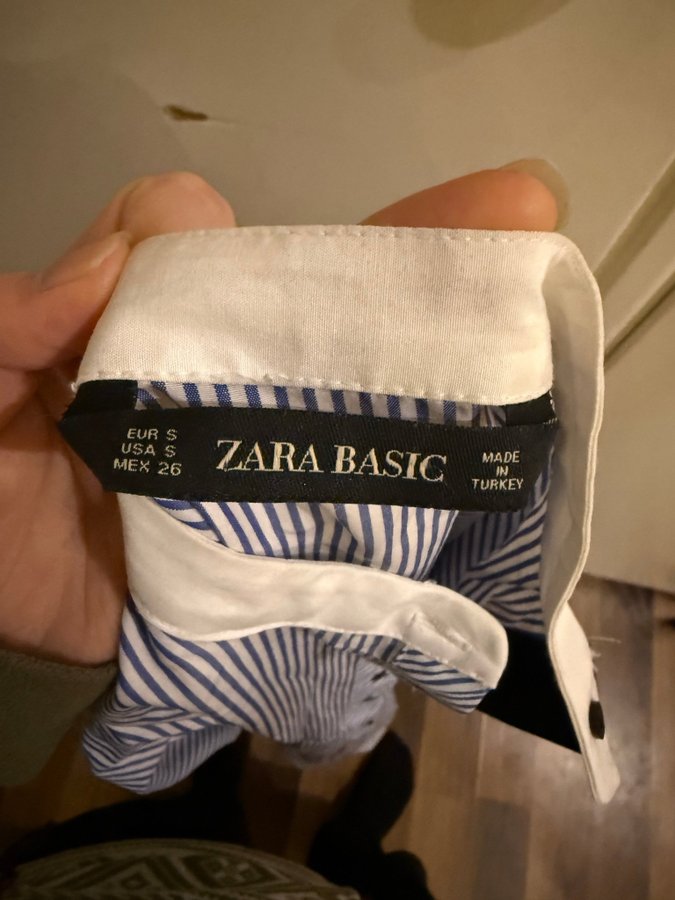 EUR S
USA S
MEX 26
ZARA BASIC
MADE
IN
TURKEY